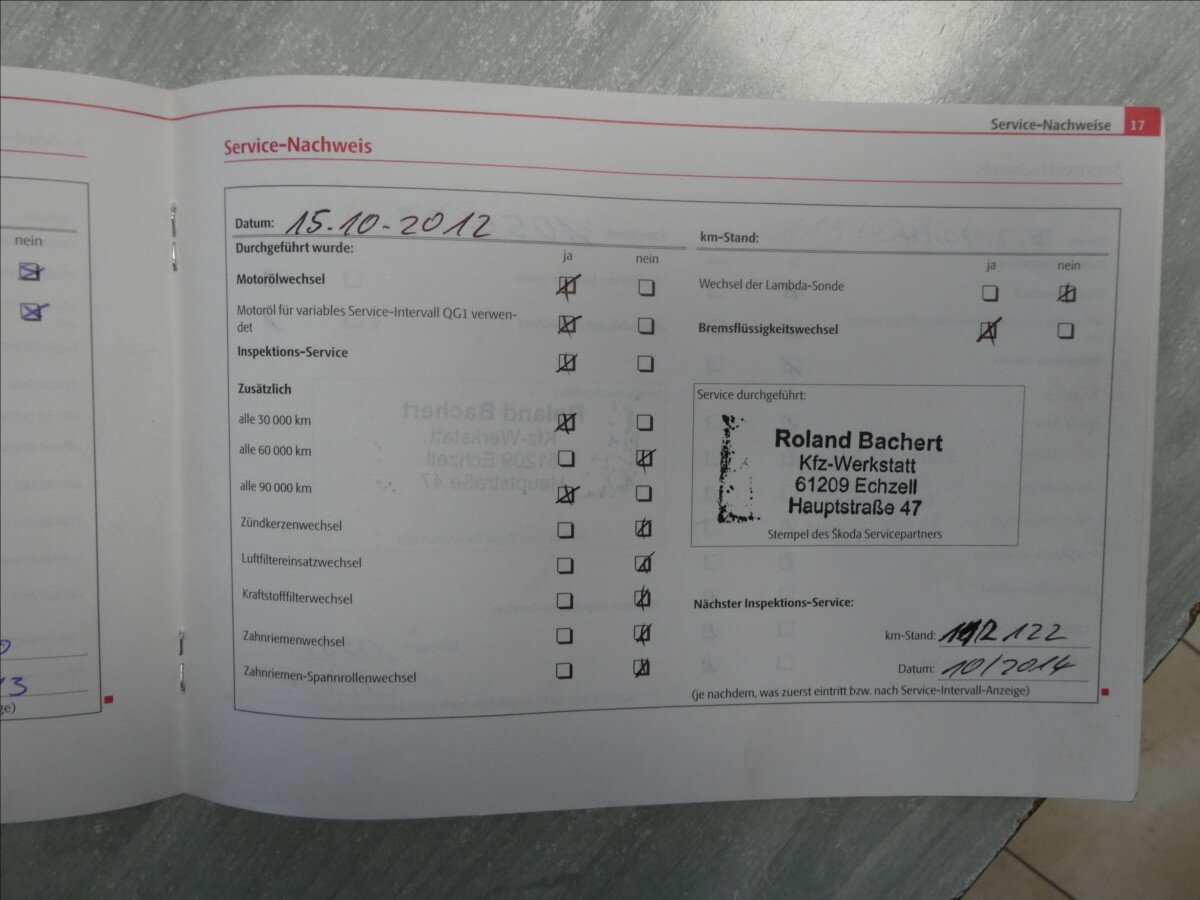 Service-Nachweise 17
Service-Nachweis
nein
Datum: 15.10-2012
km-Stand:
Durchgeführt wurde:
ja nein
ja nein
Motorölwechsel
Wechsel der Lambda-Sonde
Motoröl für variables Service-Intervall QG1 verwen-
det
Bremsflüssigkeitswechsel
Inspektions-Service
Zusätzlich
alle 30 000 km
alle 60 000 km
alle 90 000 km
Zündkerzenwechsel
Luftfiltereinsatzwechsel
Kraftstofffilterwechsel
Zahnriemenwechsel
Zahnriemen-Spannrollenwechsel
Service durchgeführt:
Roland Bachert
Kfz-Werkstatt
61209 Echzell
Hauptstraße 47
Stempel des Škoda Servicepartners
Nächster Inspektions-Service:
km-Stand: 122
Datum: 10/2014
(je nachdem, was zuerst eintritt bzw. nach Service-Intervall-Anzeige)